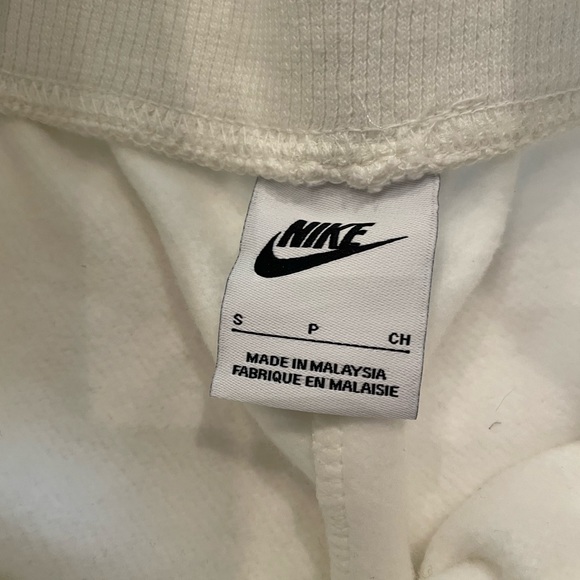 NIKE
S P CH
MADE IN MALAYSIA
FABRIQUE EN MALAISIE